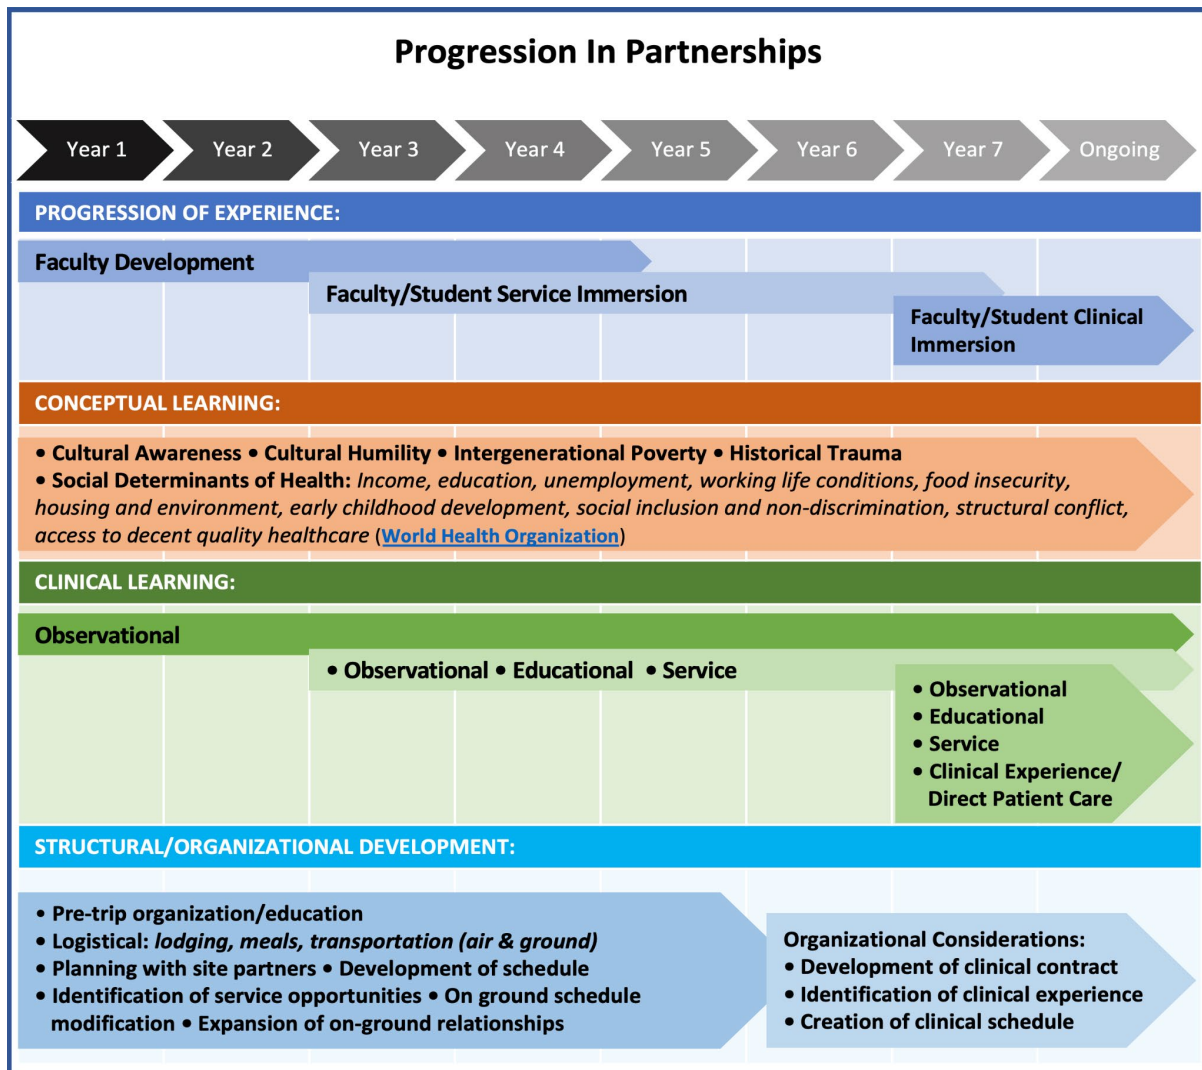 Progression In Partnerships
Year 1
Year 2
Year 3
Year 4
Year 5
Year 6
Year 7
Ongoing
PROGRESSION OF EXPERIENCE:
Faculty Development
Faculty/Student Service Immersion
Faculty/Student Clinical
Immersion
CONCEPTUAL LEARNING:
• Cultural Awareness • Cultural Humility • Intergenerational Poverty • Historical Trauma
• Social Determinants of Health: Income, education, unemployment, working life conditions, food insecurity,
housing and environment, early childhood development, social inclusion and non-discrimination, structural conflict,
access to decent quality healthcare (World Health Organization)
CLINICAL LEARNING:
Observational
• Observational • Educational • Service
• Observational
• Educational
• Service
• Clinical Experience/
Direct Patient Care
STRUCTURAL/ORGANIZATIONAL DEVELOPMENT:
• Pre-trip organization/education
• Logistical: lodging, meals, transportation (air & ground)
• Planning with site partners • Development of schedule
• Identification of service opportunities • On ground schedule
modification • Expansion of on-ground relationships
Organizational Considerations:
• Development of clinical contract
• Identification of clinical experience
• Creation of clinical schedule